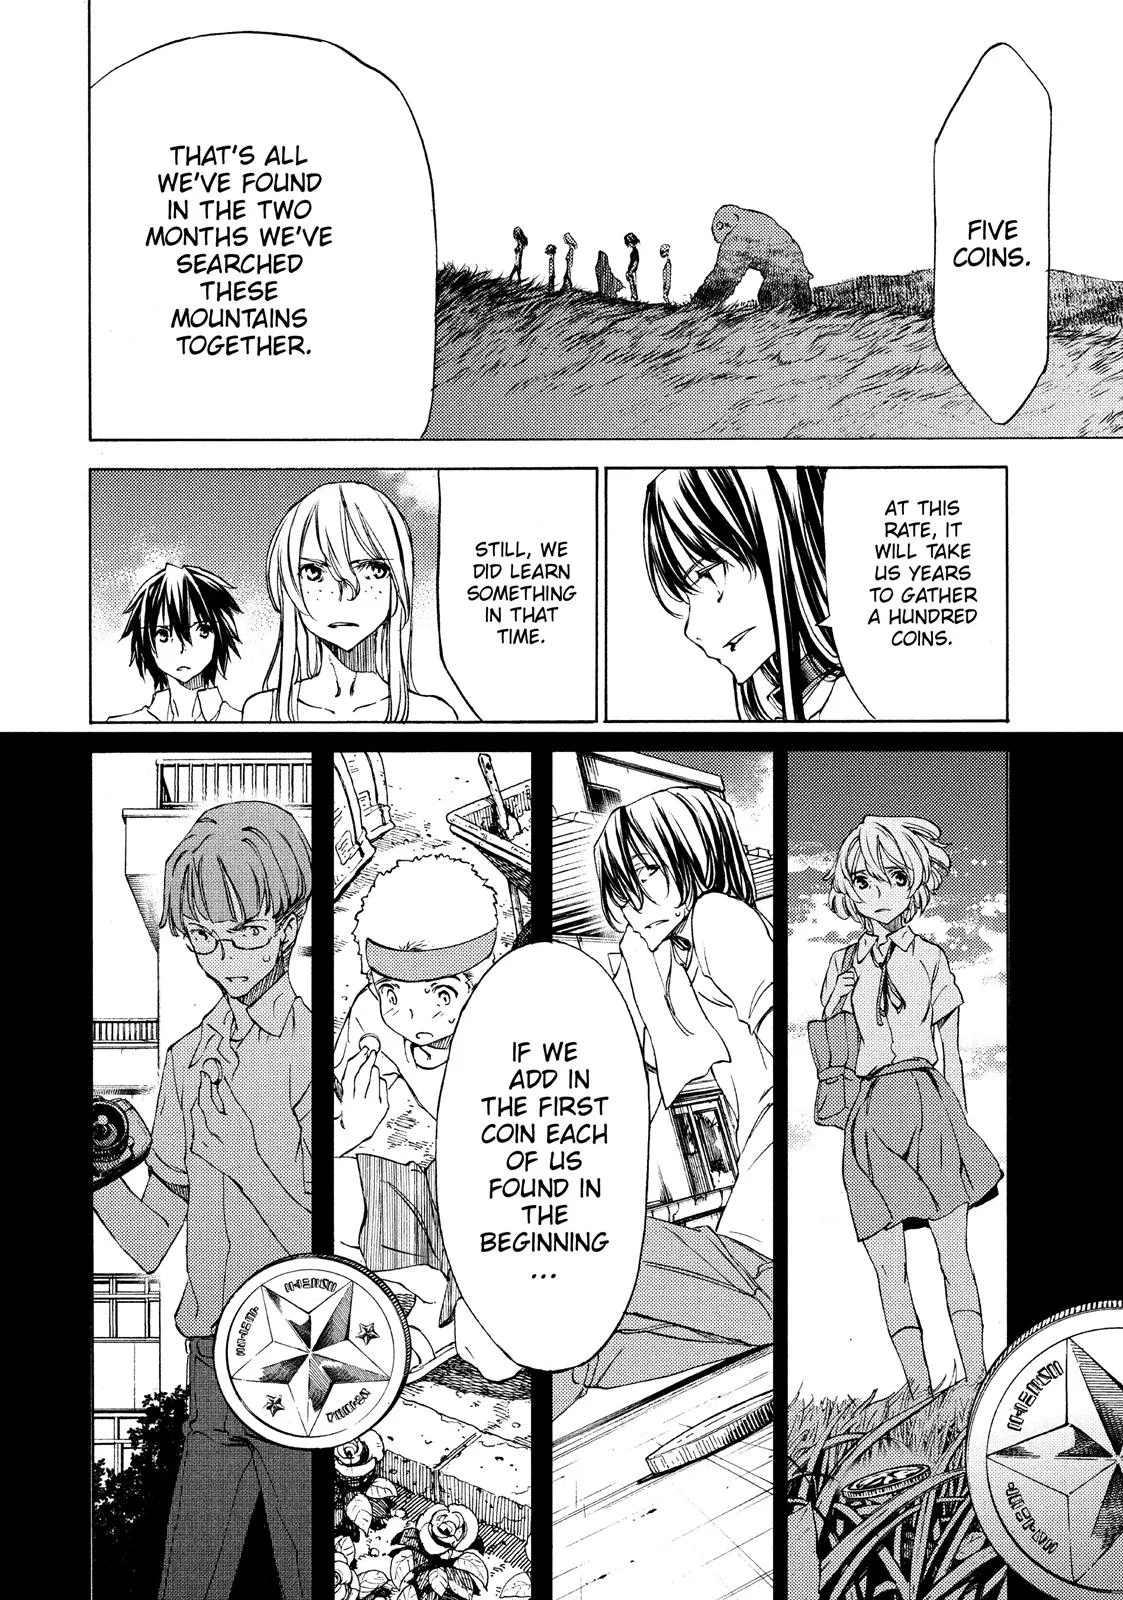 FIVE
COINS.
THAT'S ALL
WE'VE FOUND
IN THE TWO
MONTHS WE'VE
SEARCHED
THESE
MOUNTAINS
TOGETHER.
AT THIS
RATE, IT
WILL TAKE
US YEARS
TO GATHER
A HUNDRED
COINS.
STILL, WE
DID LEARN
SOMETHING
IN THAT
TIME.
IF WE
ADD IN
THE FIRST
COIN EACH
OF US
FOUND IN
THE
BEGINNING
...